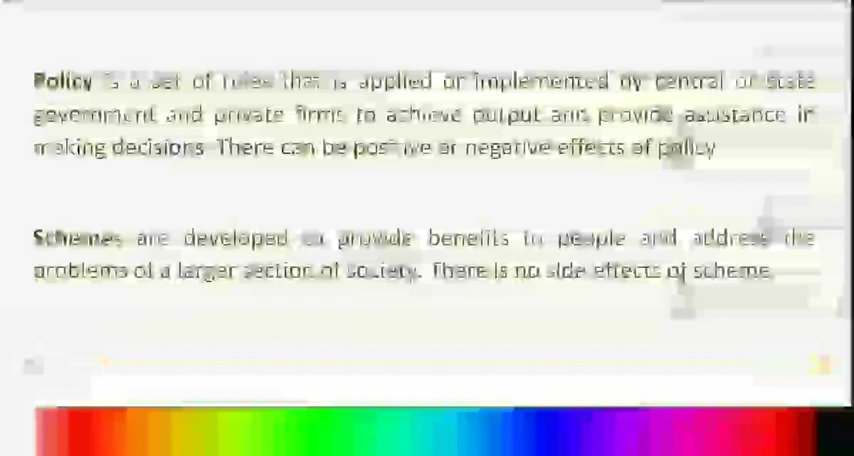 Policy is a set of rules that is applied or implemented by central or state
government and private firms to achieve output and provide assistance in
making decisions. There can be positive or negative effects of policy
Schemes are developed to provide benefits to people and address the
problems of a larger section of society. There is no side effects of scheme.